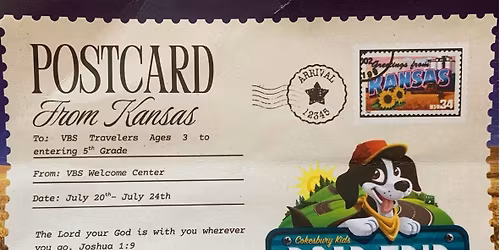 POSTCARD
From Kansas
To: VBS Travelers Ages 3 to
entering 5th Grade
From: VBS Welcome Center
Date: July 20th- July 24th
The Lord your God is with you wherever
you go. Joshua 1:9
ARRIVAL
12345
Greetings from
KANSAS
USA 34
Cokesbury Kids